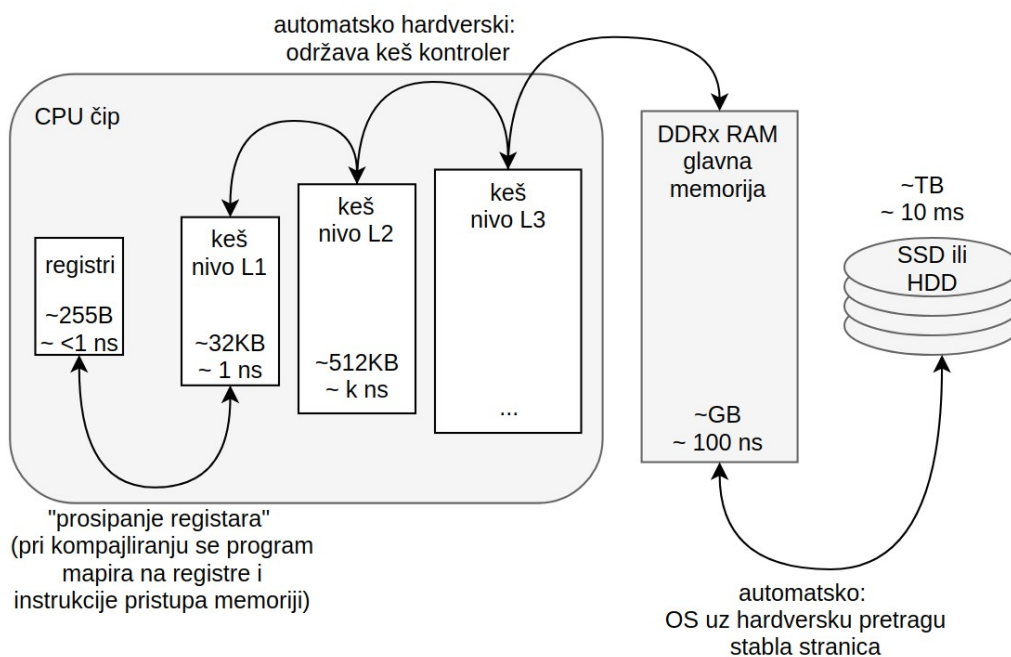 automatsko hardverski:
održava keš kontroler
CPU čip
registri
~255B
~ <1 ns
keš
nivo L1
~32KB
~ 1 ns
keš
nivo L2
~512KB
~ k ns
keš
nivo L3
...
DDRx RAM
glavna
memorija
~GB
~ 100 ns
~TB
~ 10 ms
SSD ili
HDD
"prosipanje registara"
(pri kompajliranju se program
mapira na registre i
instrukcije pristupa memoriji)
automatsko:
OS uz hardversku pretragu
stabla stranica